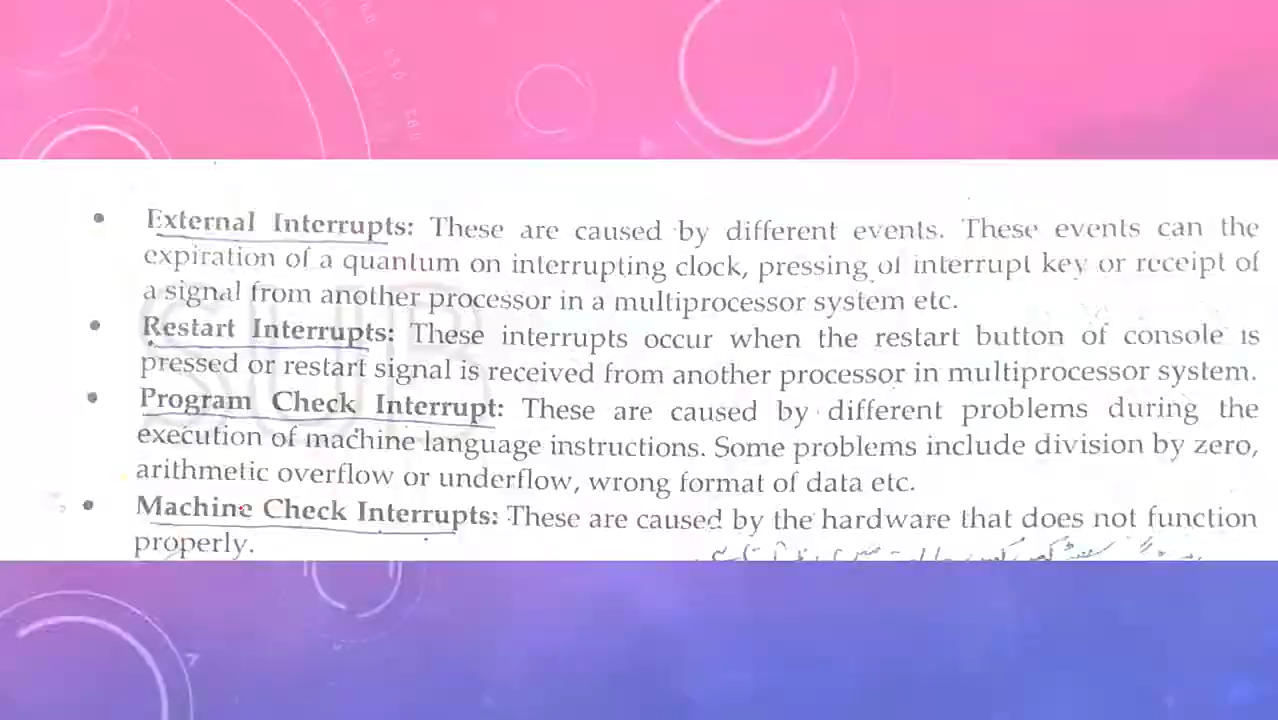 • External Interrupts: These are caused by different events. These events can the
expiration of a quantum on interrupting clock, pressing of interrupt key or receipt of
a signal from another processor in a multiprocessor system etc.
• Restart Interrupts: These interrupts occur when the restart button of console is
pressed or restart signal is received from another processor in multiprocessor system.
• Program Check Interrupt: These are caused by different problems during the
execution of machine language instructions. Some problems include division by zero,
arithmetic overflow or underflow, wrong format of data etc.
• Machine Check Interrupts: These are caused by the hardware that does not function
properly.